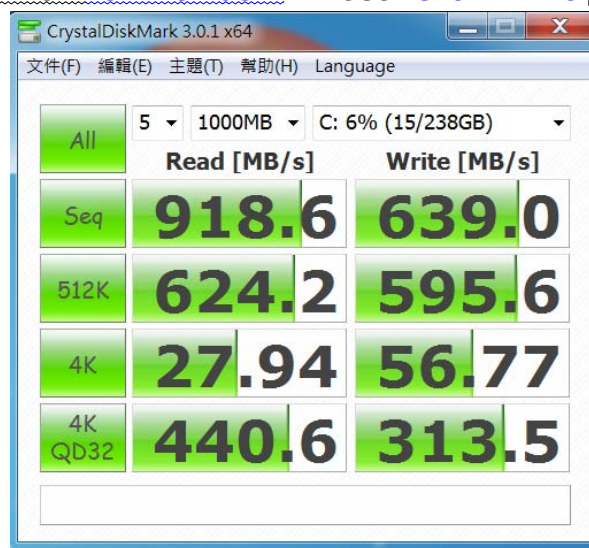 CrystalDiskMark 3.0.1 x64
文件(F) 編輯(E) 主題(T) 幫助(H) Language
All 5 1000MB C: 6% (15/238GB)
Read [MB/s] Write [MB/s]
Seq 918.6 639.0
512K 624.2 595.6
4K 27.94 56.77
4K QD32 440.6 313.5